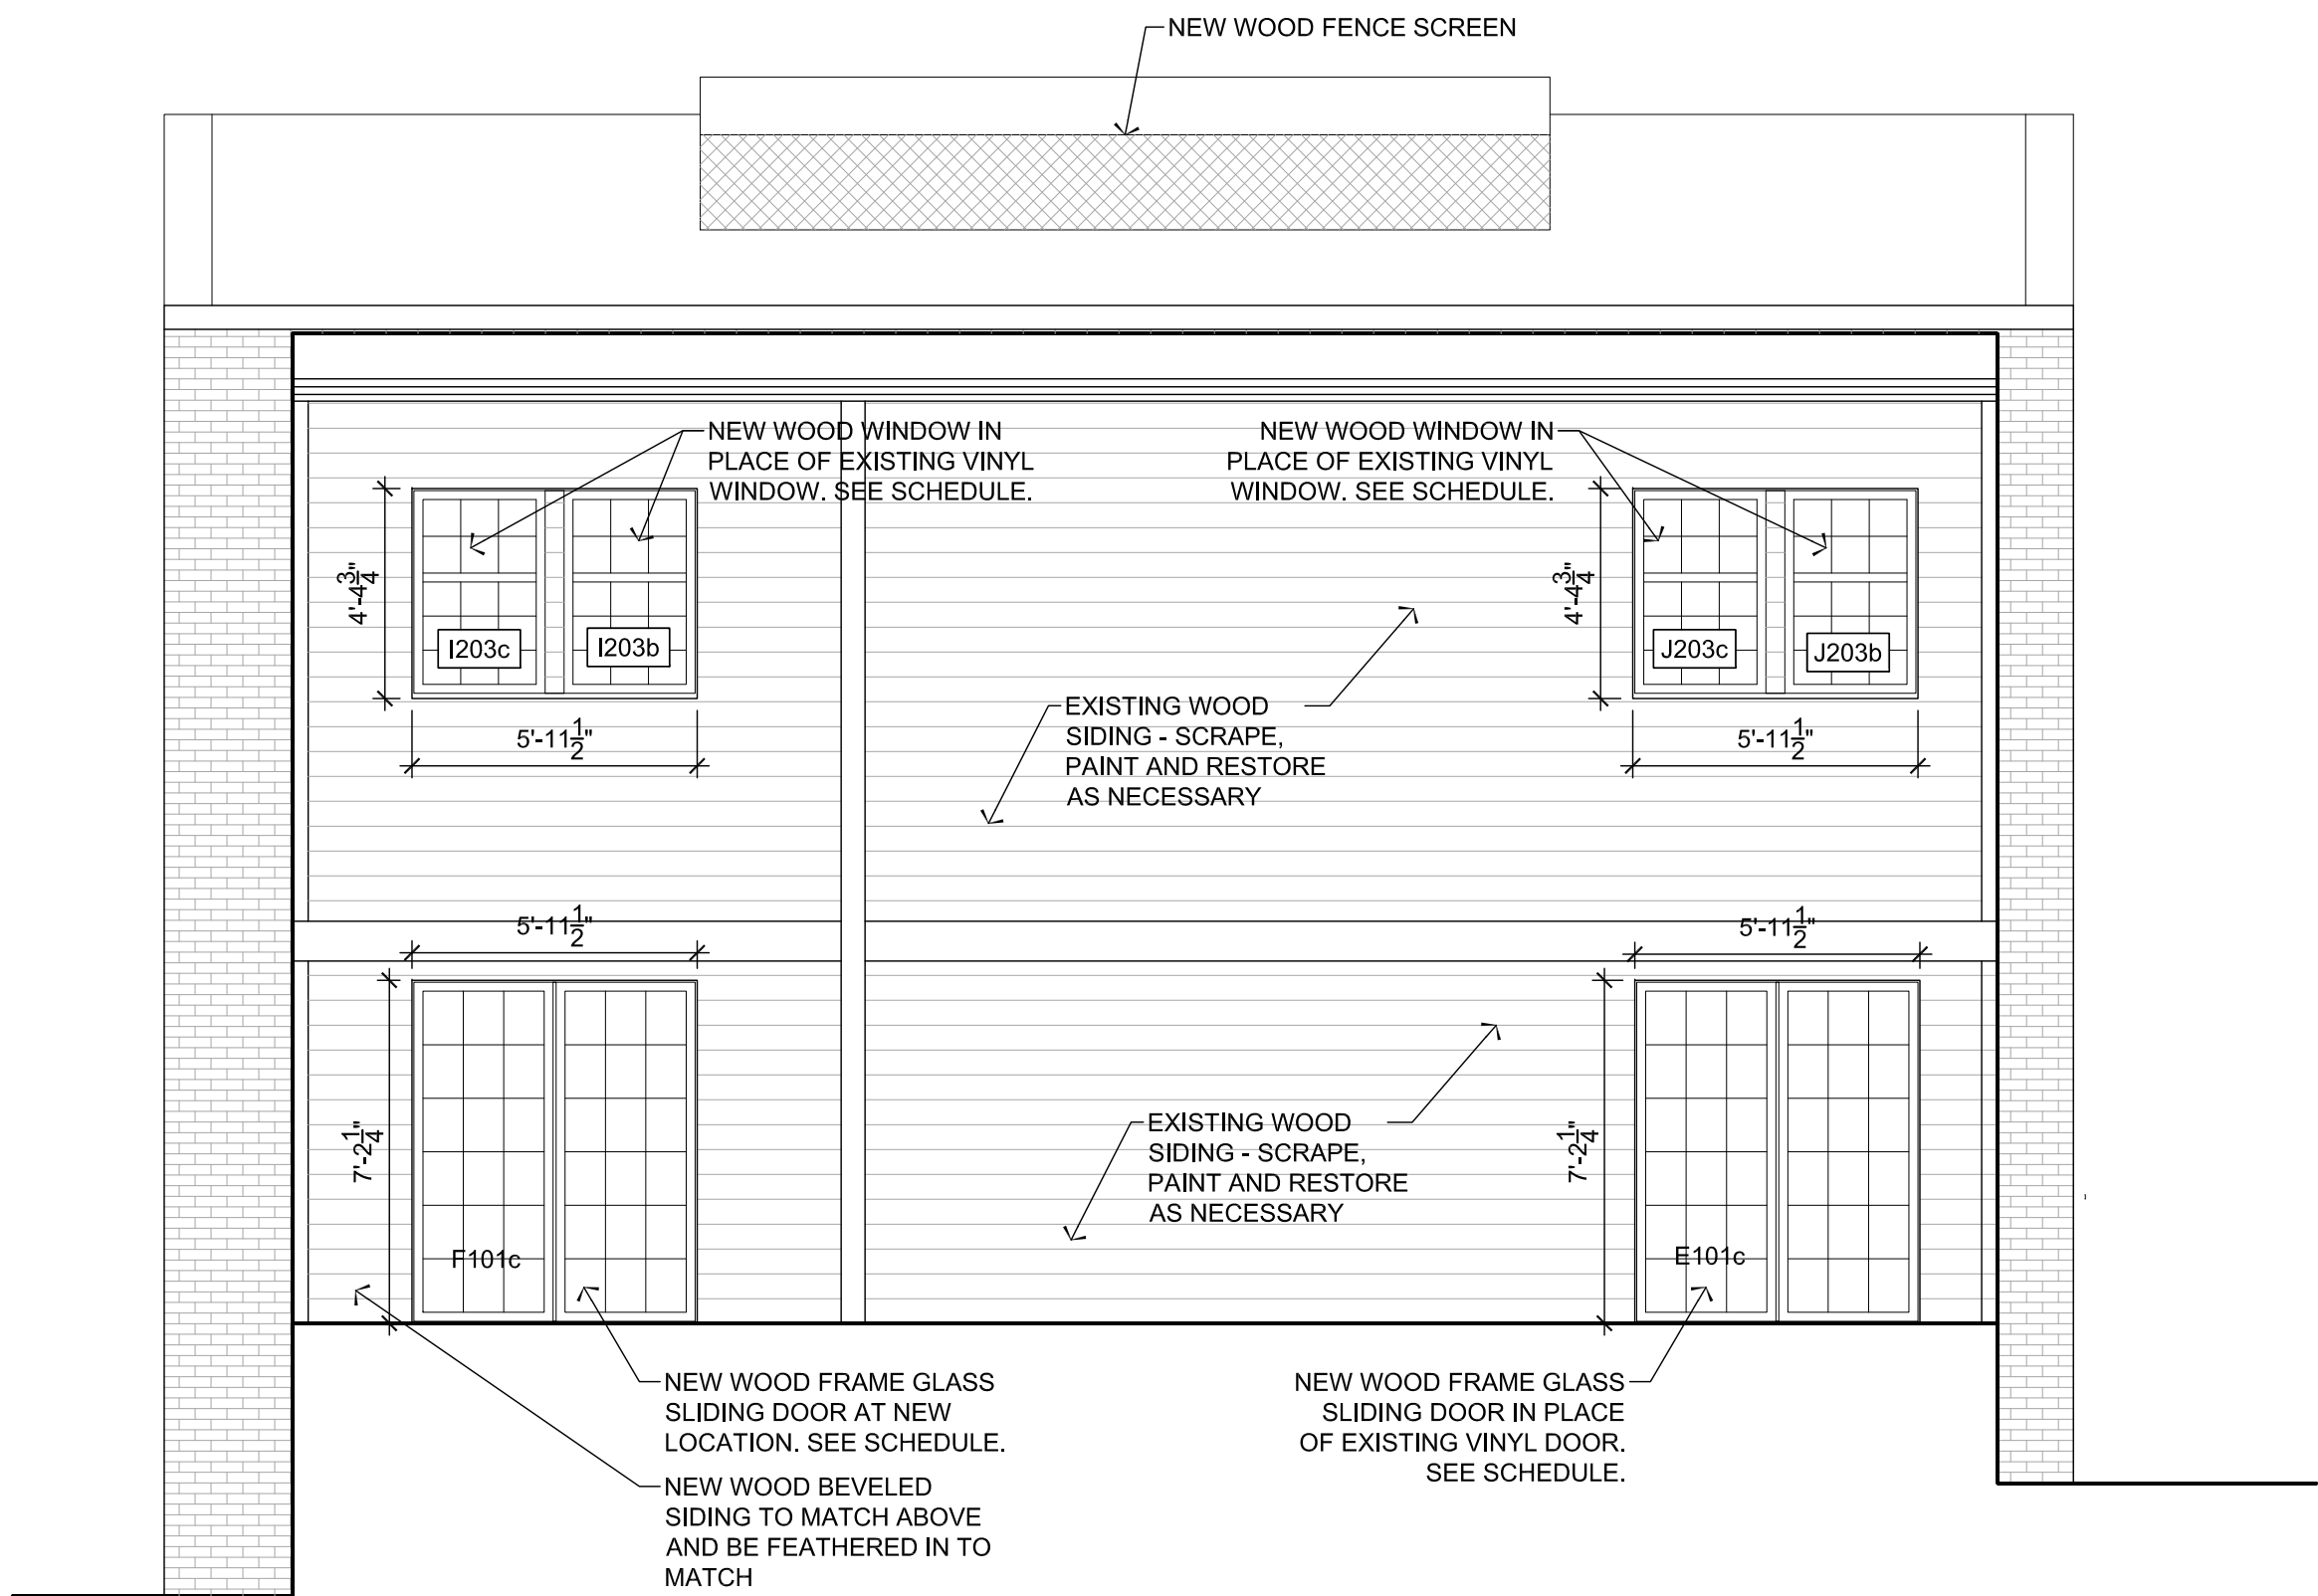 NEW WOOD FENCE SCREEN
NEW WOOD WINDOW IN
PLACE OF EXISTING VINYL
WINDOW. SEE SCHEDULE.
NEW WOOD WINDOW IN
PLACE OF EXISTING VINYL
WINDOW. SEE SCHEDULE.
4'-4 3/4"
I203c
I203b
5'-11 1/2"
4'-4 3/4"
J203c
J203b
5'-11 1/2"
EXISTING WOOD
SIDING - SCRAPE,
PAINT AND RESTORE
AS NECESSARY
5'-11 1/2"
5'-11 1/2"
7'-2 1/4"
F101c
EXISTING WOOD
SIDING - SCRAPE,
PAINT AND RESTORE
AS NECESSARY
7'-2 1/4"
E101c
NEW WOOD FRAME GLASS
SLIDING DOOR AT NEW
LOCATION. SEE SCHEDULE.
NEW WOOD FRAME GLASS
SLIDING DOOR IN PLACE
OF EXISTING VINYL DOOR.
SEE SCHEDULE.
NEW WOOD BEVELED
SIDING TO MATCH ABOVE
AND BE FEATHERED IN TO
MATCH